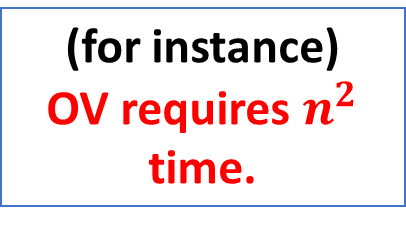 (for instance)
OV requires n²
time.